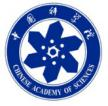 中国科学院
CHINESE ACADEMY OF SCIENCES